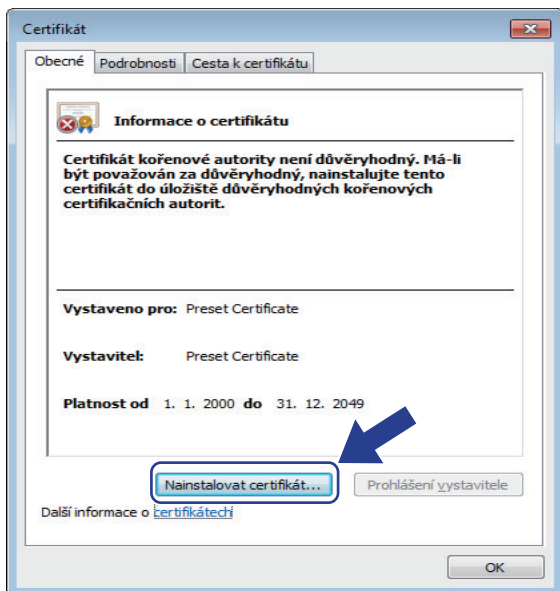 Certifikát
Obecné Podrobnosti Cesta k certifikátu
Informace o certifikátu
Certifikát kořenové autority není důvěryhodný. Má-li
být považován za důvěryhodný, nainstalujte tento
certifikát do úložiště důvěryhodných kořenových
certifikačních autorit.
Vystaveno pro: Preset Certificate
Vystavitel: Preset Certificate
Platnost od 1. 1. 2000 do 31. 12. 2049
Nainstalovat certifikát... Prohlášení vystavitele
Další informace o certifikátech
OK